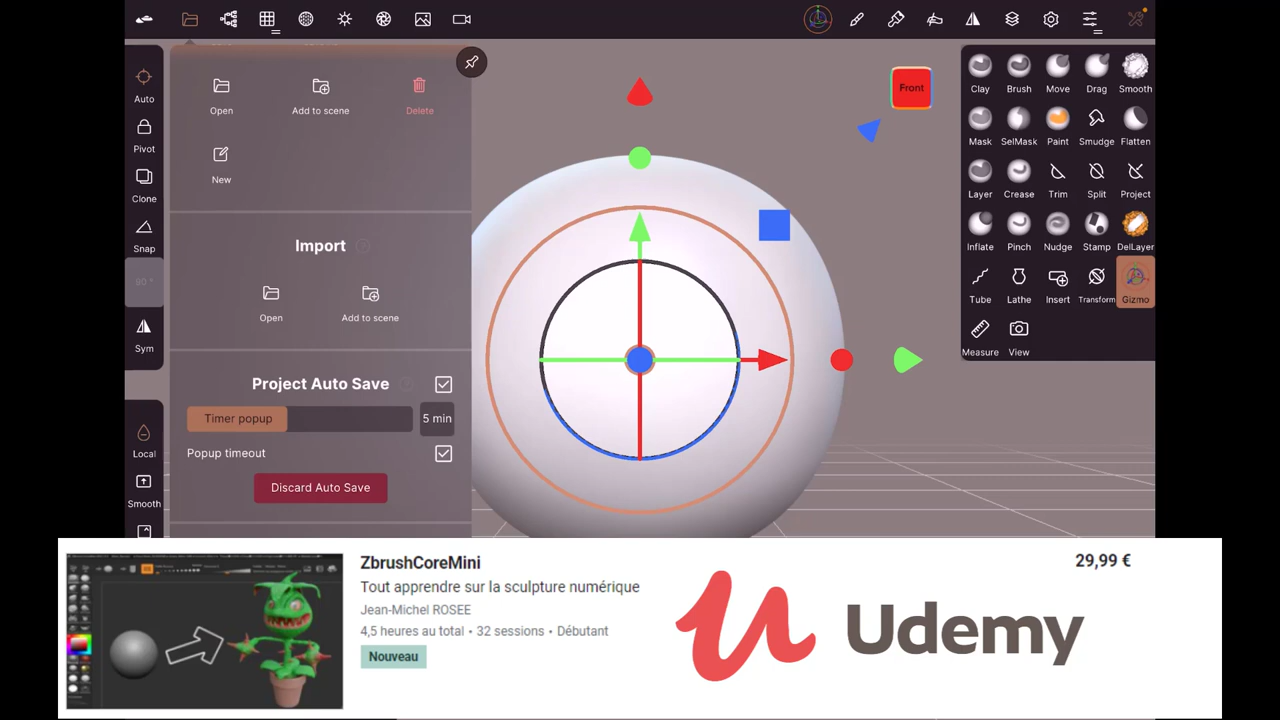 Auto
Pivot
Clone
Snap
90 °
Sym
Local
Smooth
Open
Add to scene
Delete
New
Import
Open
Add to scene
Project Auto Save
Timer popup
5 min
Popup timeout
Discard Auto Save
Front
Clay Brush Move Drag Smooth
Mask SelMask Paint Smudge Flatten
Layer Crease Trim Split Project
Inflate Pinch Nudge Stamp DelLayer
Tube Lathe Insert Transform Gizmo
Measure View
ZbrushCoreMini
Tout apprendre sur la sculpture numérique
Jean-Michel ROSEE
4,5 heures au total • 32 sessions • Débutant
Nouveau
Udemy
29,99 €